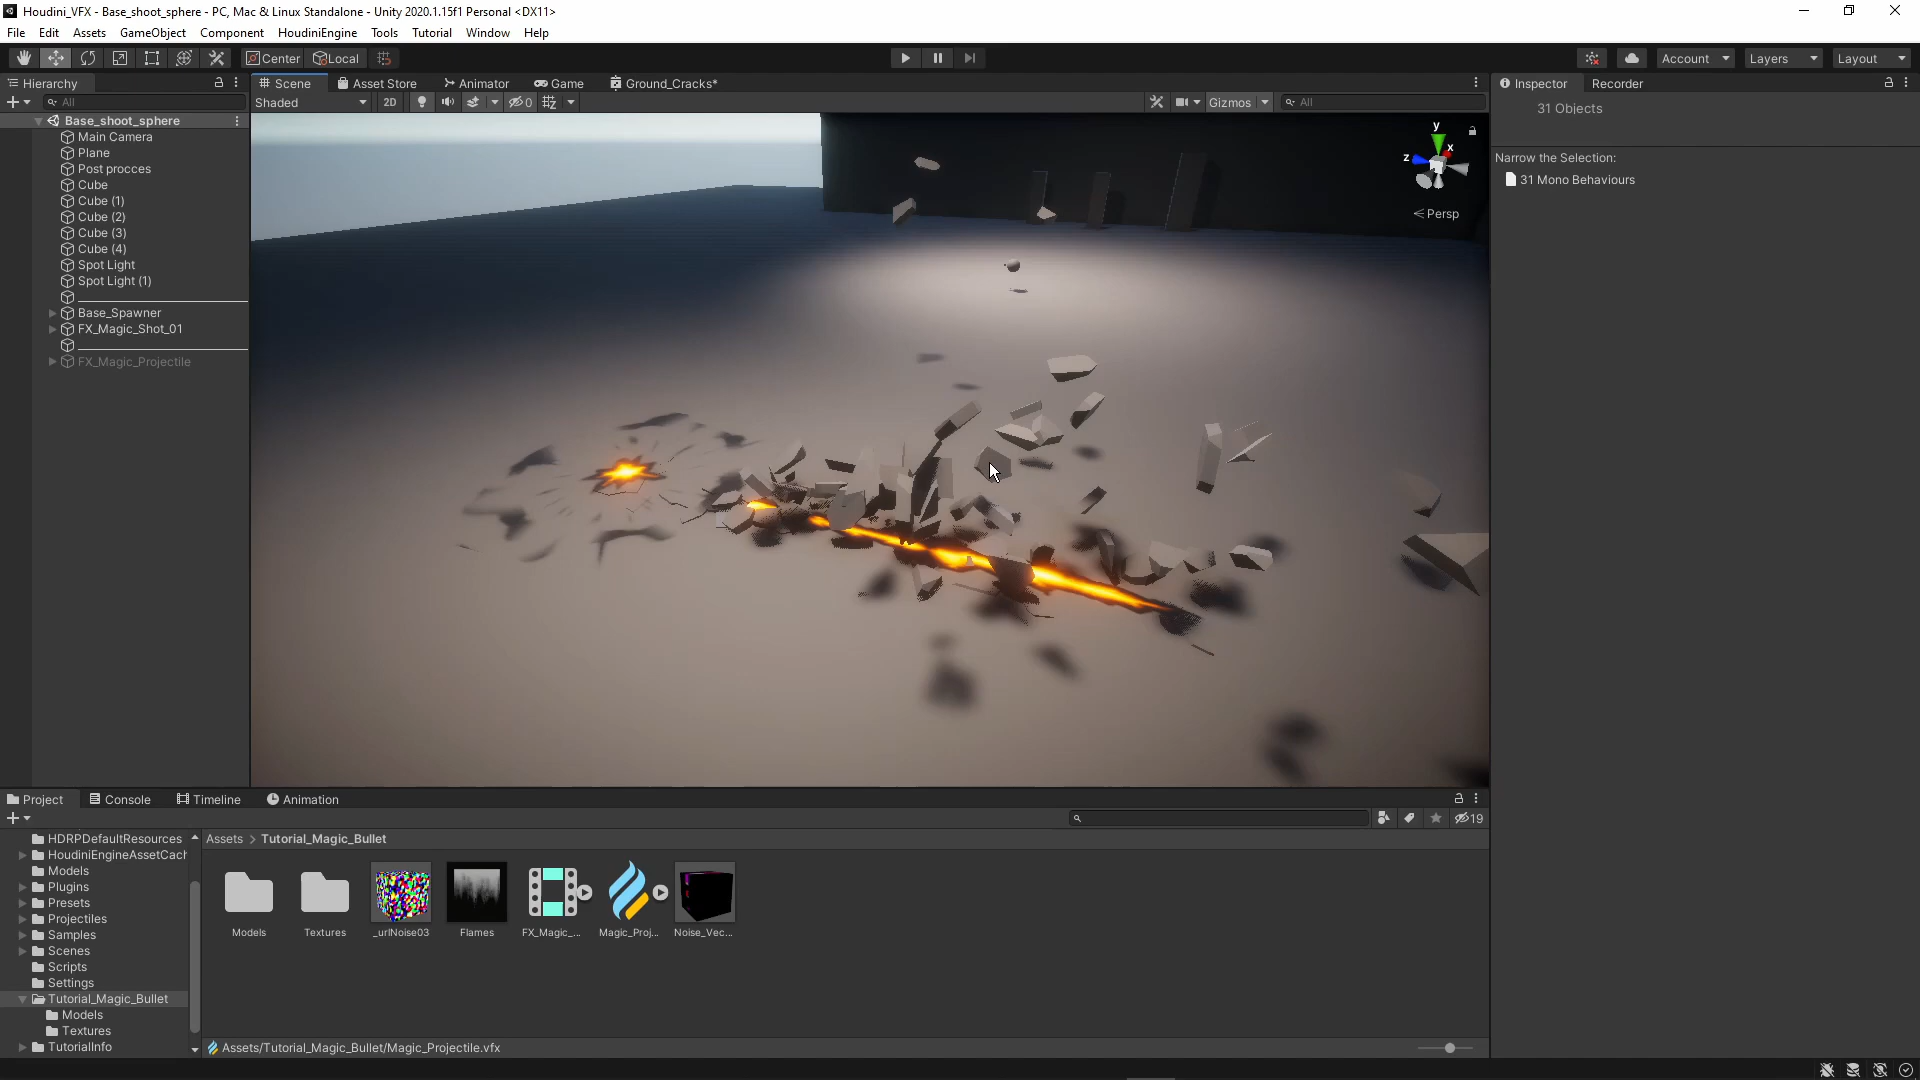 Houdini_VFX - Base_shoot_sphere - PC, Mac & Linux Standalone - Unity 2020.1.15f1 Personal <DX11>
File Edit Assets GameObject Component HoudiniEngine Tools Tutorial Window Help
Center Local Account Layers Layout
Hierarchy
All
Base_shoot_sphere
Main Camera
Plane
Post procces
Cube
Cube (1)
Cube (2)
Cube (3)
Cube (4)
Spot Light
Spot Light (1)
Base_Spawner
FX_Magic_Shot_01
FX_Magic_Projectile
Scene Asset Store Animator Game Ground_Cracks*
Shaded 2D 0 Gizmos All
y
x
z
Persp
Inspector Recorder
31 Objects
Narrow the Selection:
31 Mono Behaviours
Project Console Timeline Animation
19
HDRPDefaultResources
HoudiniEngineAssetCach
Models
Plugins
Presets
Projectiles
Samples
Scenes
Scripts
Settings
Tutorial_Magic_Bullet
Models
Textures
TutorialInfo
Assets > Tutorial_Magic_Bullet
Models Textures _urlNoise03 Flames FX_Magic_... Magic_Proj... Noise_Vec...
Assets/Tutorial_Magic_Bullet/Magic_Projectile.vfx